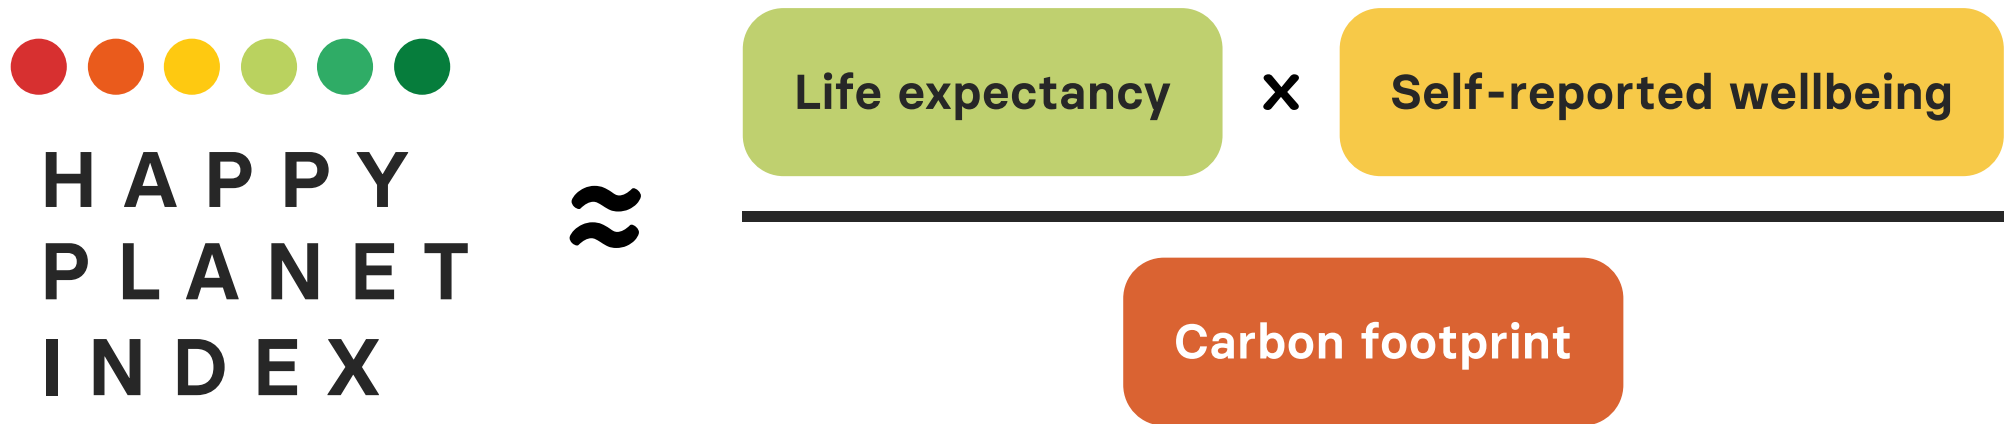 HAPPY
PLANET
INDEX
≈
Life expectancy x Self-reported wellbeing
Carbon footprint